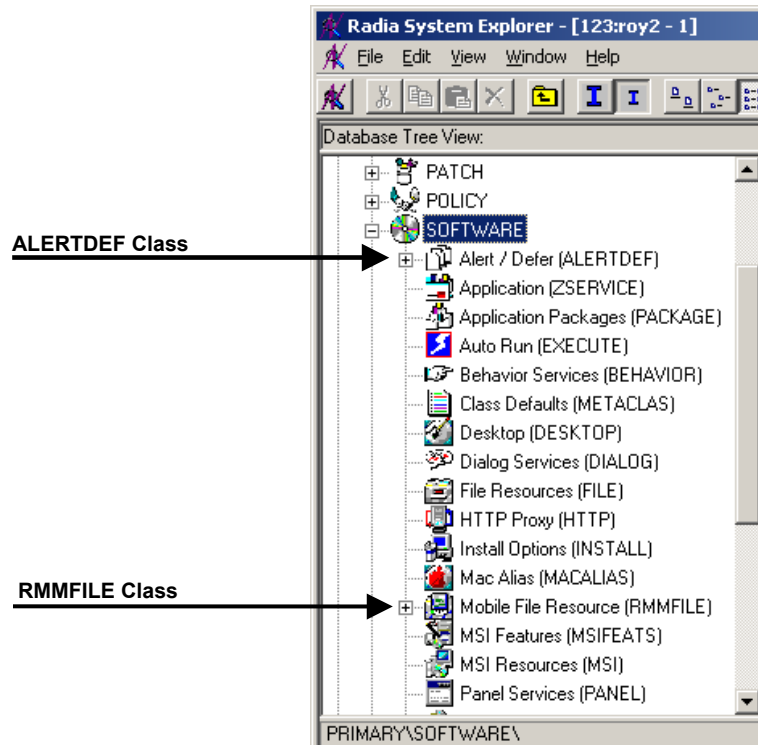 Radia System Explorer - [123:roy2 - 1]
File Edit View Window Help
Database Tree View:
PATCH
POLICY
SOFTWARE
ALERTDEF Class
Alert / Defer (ALERTDEF)
Application (ZSERVICE)
Application Packages (PACKAGE)
Auto Run (EXECUTE)
Behavior Services (BEHAVIOR)
Class Defaults (METACLAS)
Desktop (DESKTOP)
Dialog Services (DIALOG)
File Resources (FILE)
HTTP Proxy (HTTP)
Install Options (INSTALL)
Mac Alias (MACALIAS)
RMMFILE Class
Mobile File Resource (RMMFILE)
MSI Features (MSIFEATS)
MSI Resources (MSI)
Panel Services (PANEL)
PRIMARY\SOFTWARE\